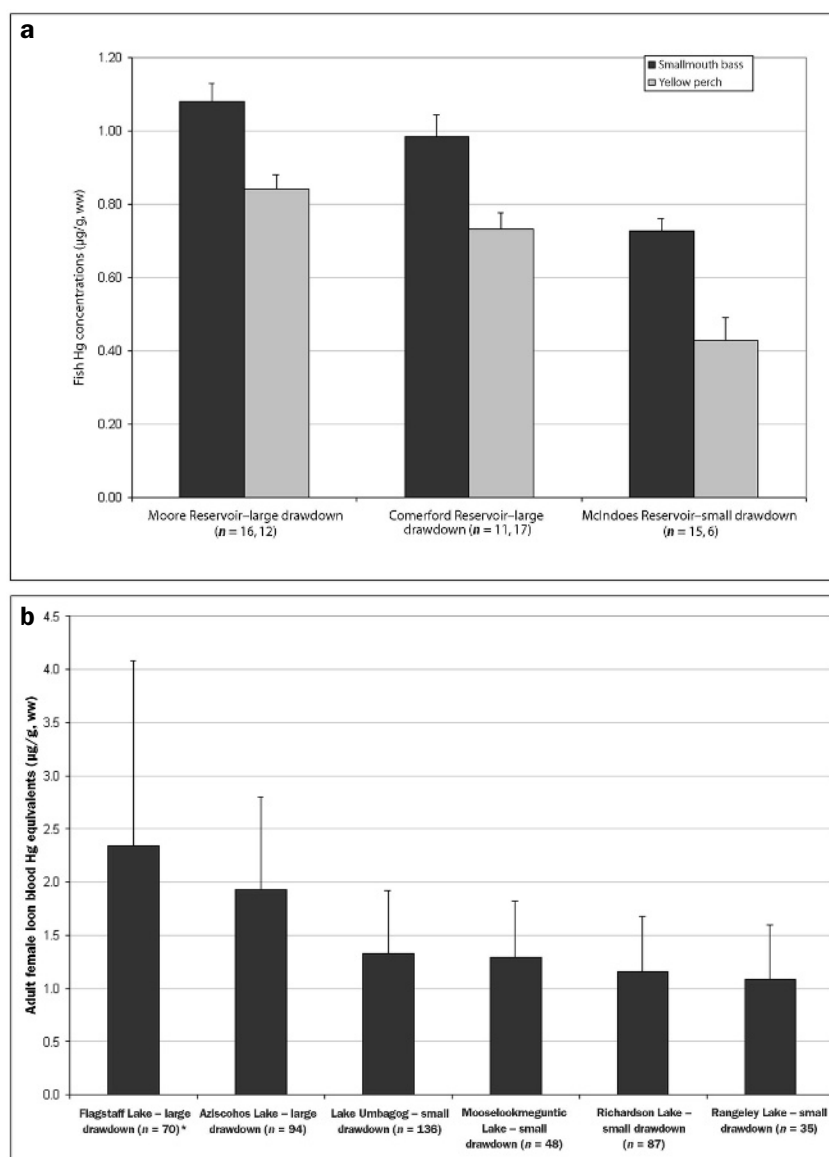 a
1.20
Smallmouth bass
Yellow perch
1.00
0.80
0.60
0.40
0.20
0.00
Fish Hg concentrations (µg/g, ww)
Moore Reservoir–large drawdown
(n = 16, 12)
Comerford Reservoir–large
drawdown (n = 11, 17)
McIndoes Reservoir–small drawdown
(n = 15, 6)
b
4.5
4.0
3.5
3.0
2.5
2.0
1.5
1.0
0.5
0.0
Adult female loon blood Hg equivalents (µg/g, ww)
Flagstaff Lake – large
drawdown (n = 70)*
Aziscohos Lake – large
drawdown (n = 94)
Lake Umbagog – small
drawdown (n = 136)
Mooselookmeguntic
Lake – small
drawdown (n = 48)
Richardson Lake –
small drawdown
(n = 87)
Rangeley Lake – small
drawdown (n = 35)